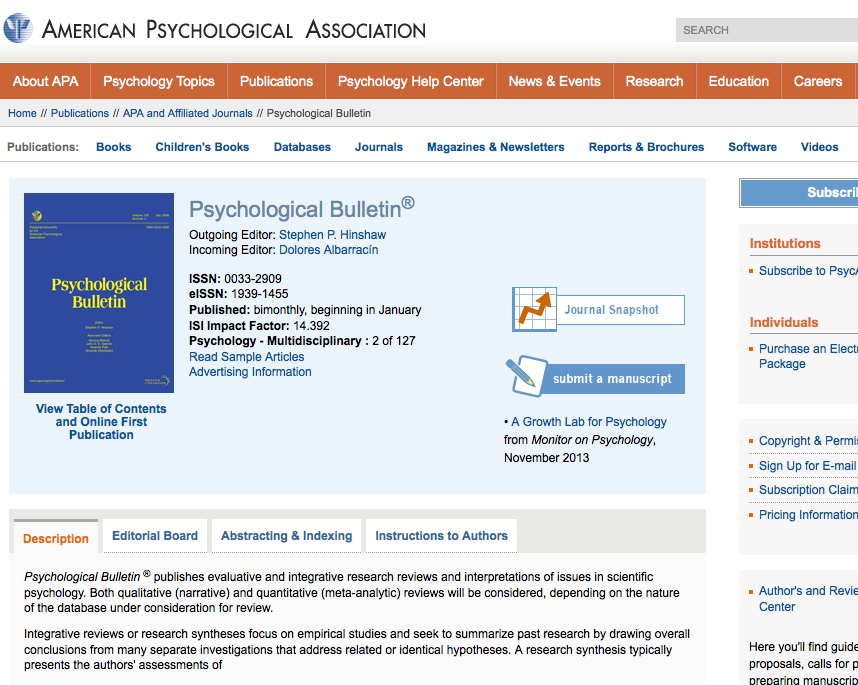 AMERICAN PSYCHOLOGICAL ASSOCIATION
SEARCH
About APA
Psychology Topics
Publications
Psychology Help Center
News & Events
Research
Education
Careers
Home // Publications // APA and Affiliated Journals // Psychological Bulletin
Publications: Books Children's Books Databases Journals Magazines & Newsletters Reports & Brochures Software Videos
Psychological
Bulletin
View Table of Contents
and Online First
Publication
Psychological Bulletin®
Outgoing Editor: Stephen P. Hinshaw
Incoming Editor: Dolores Albarracín
ISSN: 0033-2909
eISSN: 1939-1455
Published: bimonthly, beginning in January
ISI Impact Factor: 14.392
Psychology - Multidisciplinary : 2 of 127
Read Sample Articles
Advertising Information
Journal Snapshot
submit a manuscript
• A Growth Lab for Psychology
from Monitor on Psychology,
November 2013
Description
Editorial Board
Abstracting & Indexing
Instructions to Authors
Psychological Bulletin ® publishes evaluative and integrative research reviews and interpretations of issues in scientific
psychology. Both qualitative (narrative) and quantitative (meta-analytic) reviews will be considered, depending on the nature
of the database under consideration for review.
Integrative reviews or research syntheses focus on empirical studies and seek to summarize past research by drawing overall
conclusions from many separate investigations that address related or identical hypotheses. A research synthesis typically
presents the authors' assessments of
Subscri
Institutions
Subscribe to Psyc
Individuals
Purchase an Electr
Package
Copyright & Permis
Sign Up for E-mail
Subscription Claim
Pricing Information
Author's and Revie
Center
Here you'll find guide
proposals, calls for p
preparing manuscrip